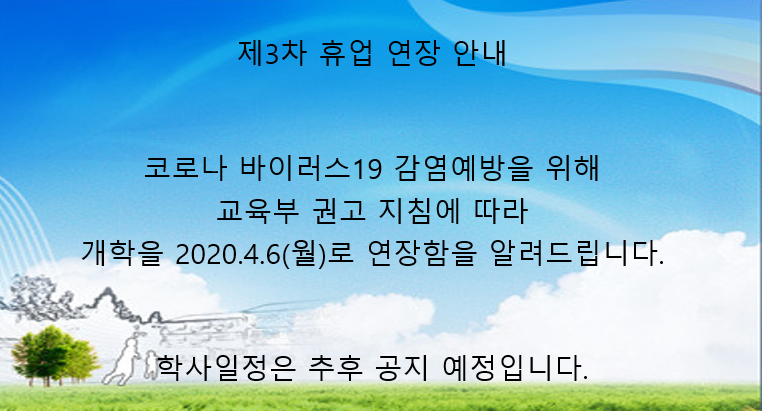 제3차 휴업 연장 안내
코로나 바이러스19 감염예방을 위해
교육부 권고 지침에 따라
개학을 2020.4.6(월)로 연장함을 알려드립니다.
학사일정은 추후 공지 예정입니다.